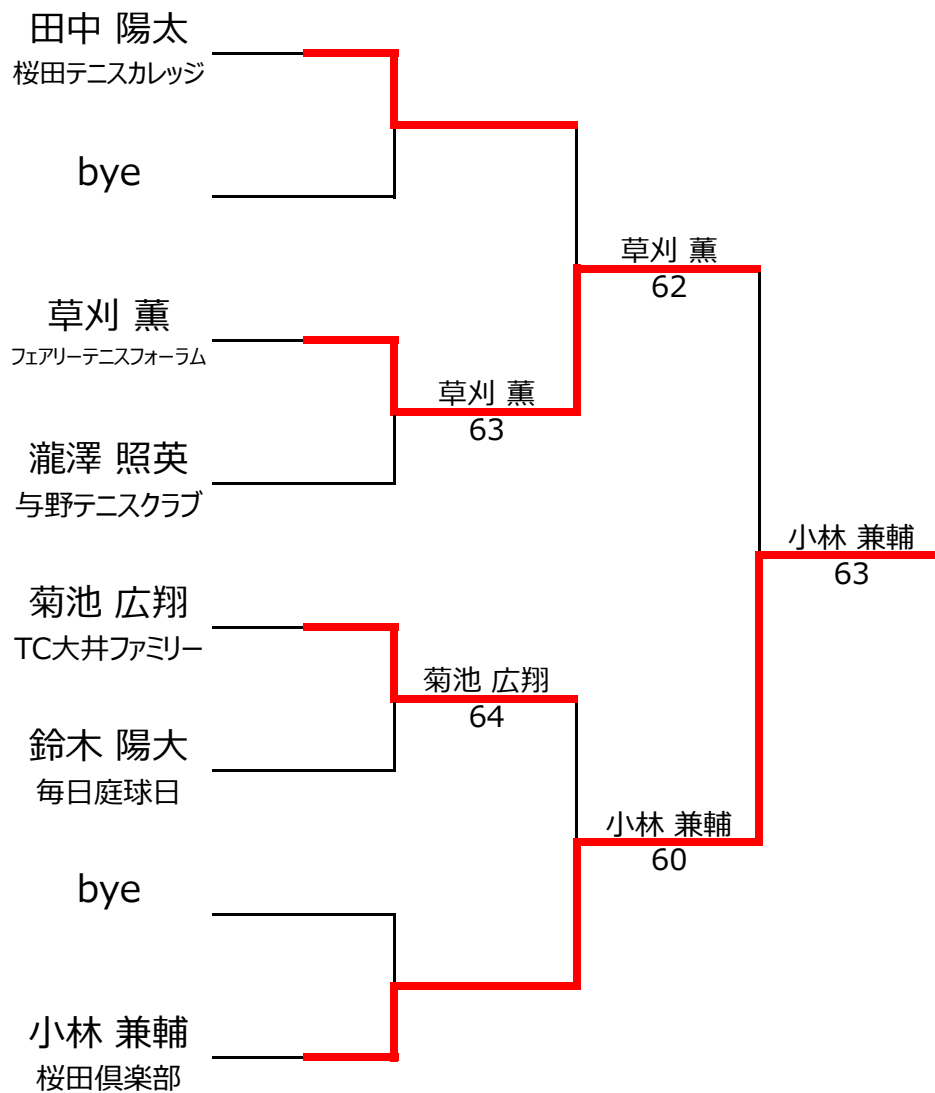 田中 陽太
桜田テニスカレッジ
bye
草刈 薫
62
草刈 薫
フェアリーテニスフォーラム
草刈 薫
63
瀧澤 照英
与野テニスクラブ
小林 兼輔
63
菊池 広翔
TC大井ファミリー
菊池 広翔
64
鈴木 陽大
毎日庭球日
小林 兼輔
60
bye
小林 兼輔
桜田倶楽部